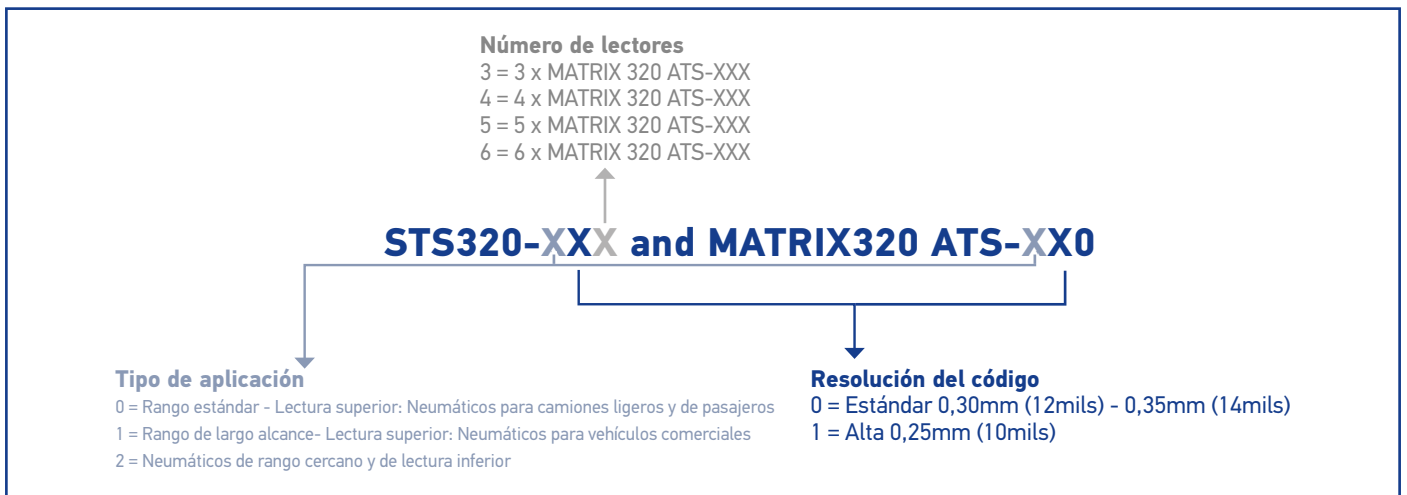 Número de lectores
3 = 3 x MATRIX 320 ATS-XXX
4 = 4 x MATRIX 320 ATS-XXX
5 = 5 x MATRIX 320 ATS-XXX
6 = 6 x MATRIX 320 ATS-XXX
STS320-XXX and MATRIX320 ATS-XX0
Tipo de aplicación
0 = Rango estándar - Lectura superior: Neumáticos para camiones ligeros y de pasajeros
1 = Rango de largo alcance- Lectura superior: Neumáticos para vehículos comerciales
2 = Neumáticos de rango cercano y de lectura inferior
Resolución del código
0 = Estándar 0,30mm (12mils) - 0,35mm (14mils)
1 = Alta 0,25mm (10mils)